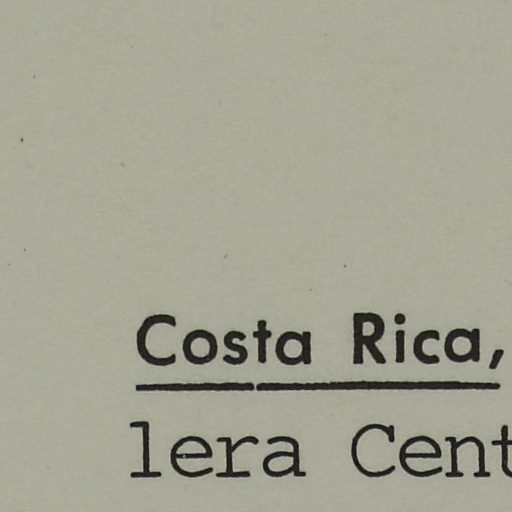 Costa Rica,
lera Cent